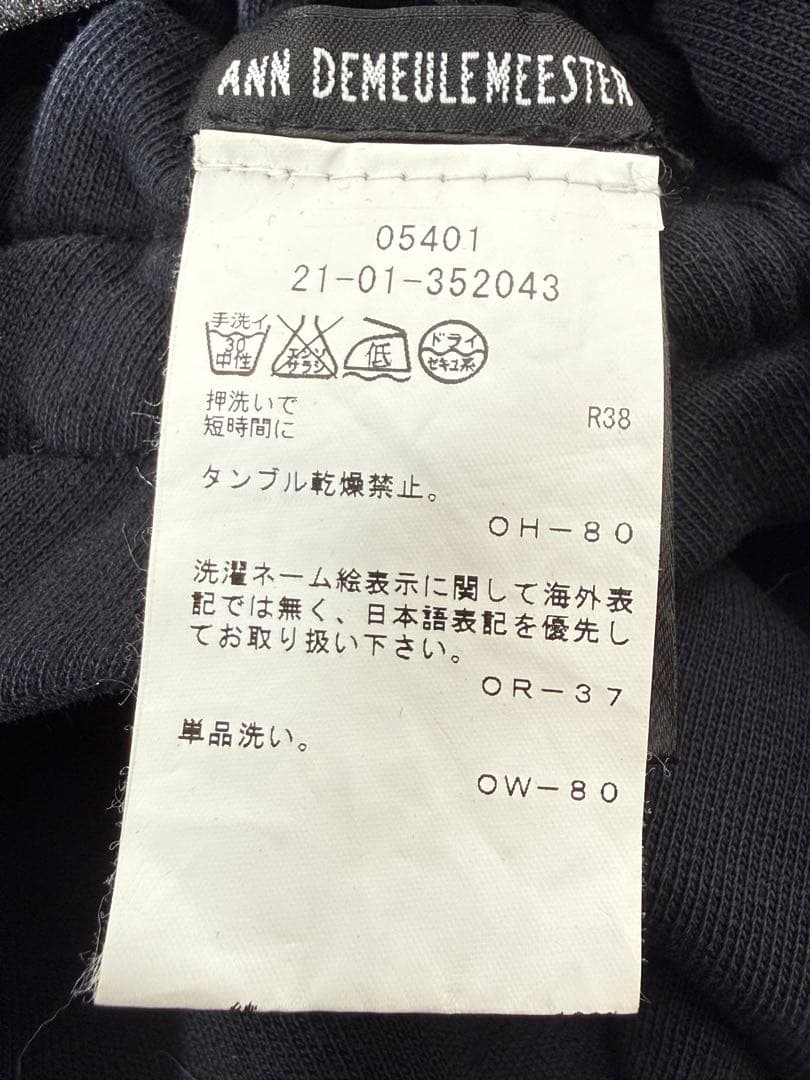 ANN DEMEULEMEESTER
05401
21-01-352043
手洗イ
30
中性
エンソ
サラシ
低
ドライ
セキユ系
押洗いで
短時間に
R38
タンブル乾燥禁止。
OH-80
洗濯ネーム絵表示に関して海外表
記では無く、日本語表記を優先し
てお取り扱い下さい。
OR-37
単品洗い。
OW-80